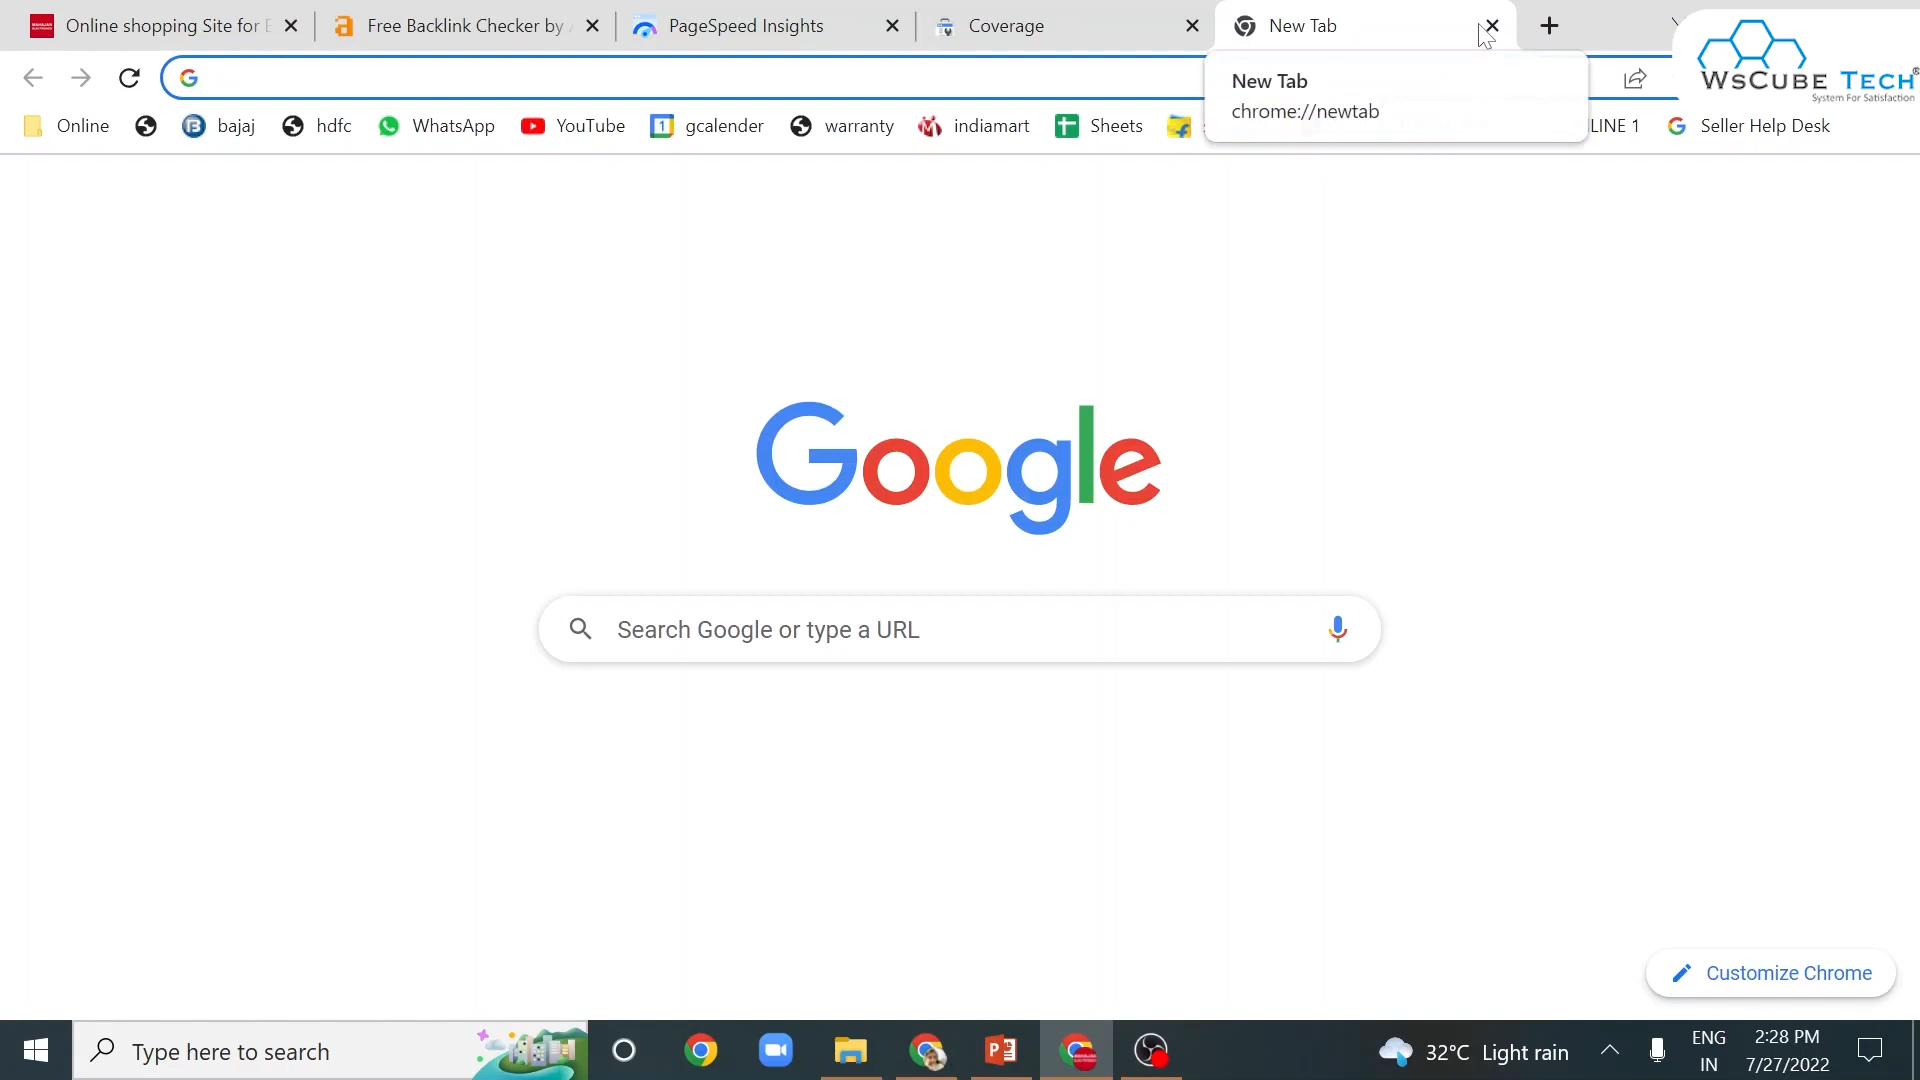 Online shopping Site for E
Free Backlink Checker by
PageSpeed Insights
Coverage
New Tab
WsCube Tech®
System For Satisfaction
New Tab
chrome://newtab
Online
bajaj
hdfc
WhatsApp
YouTube
gcalender
warranty
indiamart
Sheets
LINE 1
Seller Help Desk
Google
Search Google or type a URL
Customize Chrome
Type here to search
32°C Light rain
ENG
IN
2:28 PM
7/27/2022